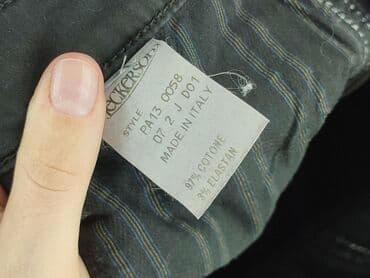 STYLE
PA13 0058
07 2 J D01
MADE IN ITALY
97% COTONE
3% ELASTAN